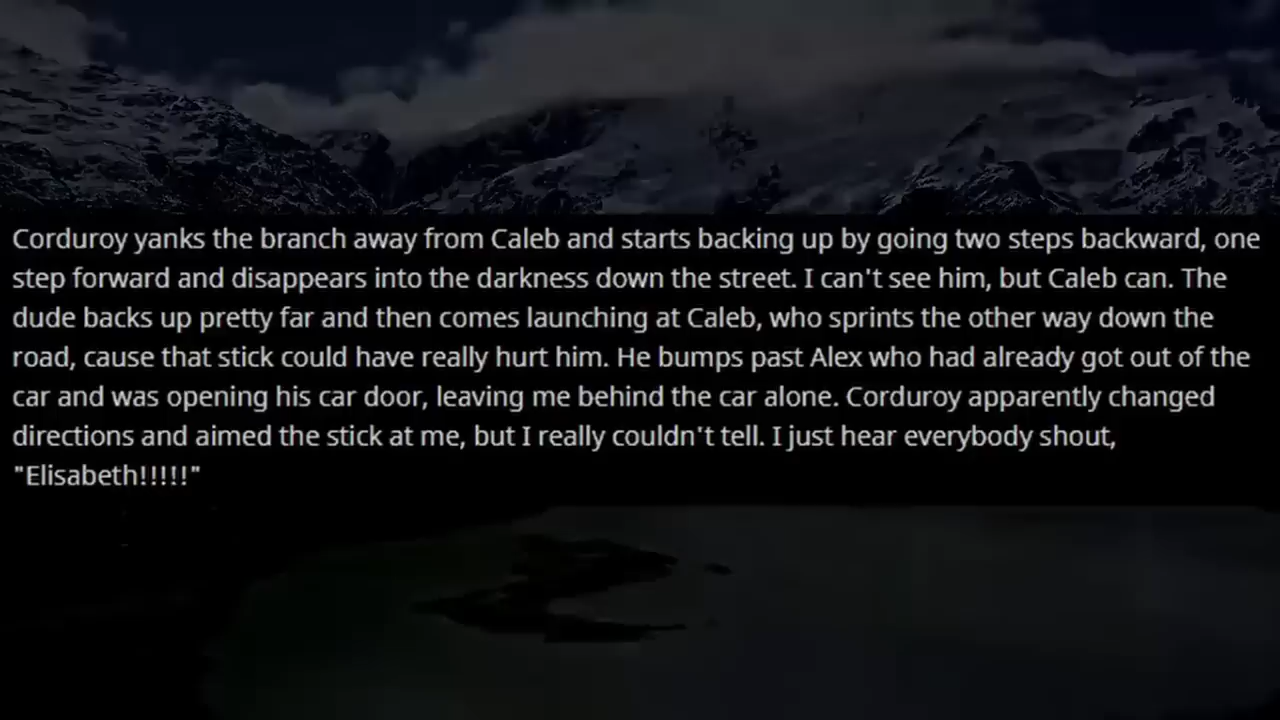 Corduroy yanks the branch away from Caleb and starts backing up by going two steps backward, one
step forward and disappears into the darkness down the street. I can't see him, but Caleb can. The
dude backs up pretty far and then comes launching at Caleb, who sprints the other way down the
road, cause that stick could have really hurt him. He bumps past Alex who had already got out of the
car and was opening his car door, leaving me behind the car alone. Corduroy apparently changed
directions and aimed the stick at me, but I really couldn't tell. I just hear everybody shout,
"Elisabeth!!!!!"